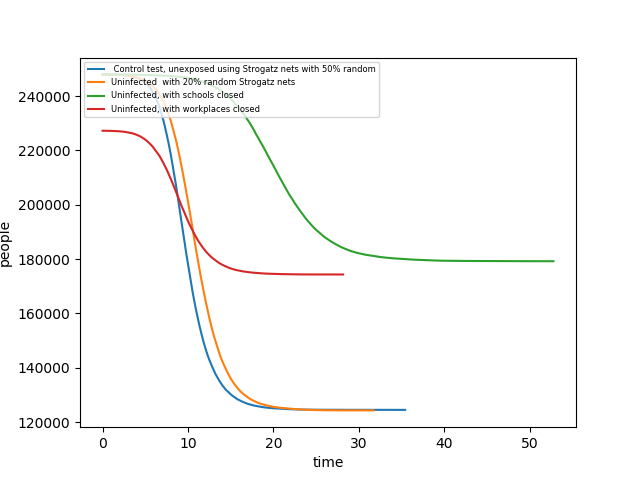 Control test, unexposed using Strogatz nets with 50% random
Uninfected  with 20% random Strogatz nets
Uninfected, with schools closed
Uninfected, with workplaces closed
240000
220000
200000
180000
160000
140000
120000
people
0 10 20 30 40 50
time